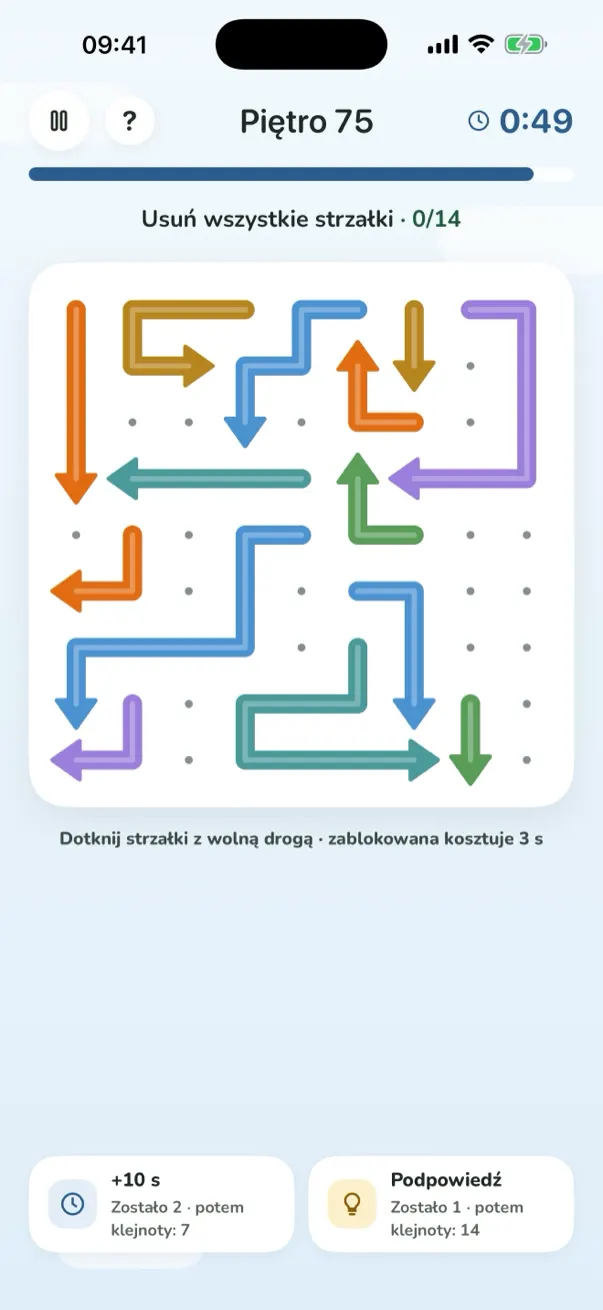 09:41
?
Piętro 75
0:49
Usuń wszystkie strzałki · 0/14
Dotknij strzałki z wolną drogą · zablokowana kosztuje 3 s
+10 s
Zostało 2 · potem
klejnoty: 7
Podpowiedź
Zostało 1 · potem
klejnoty: 14